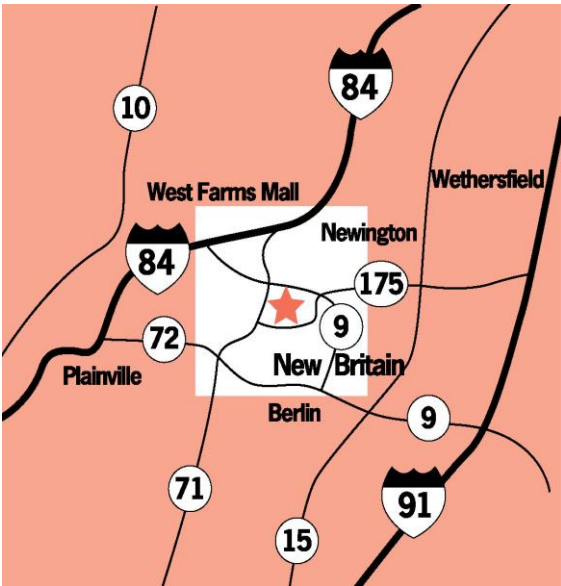 84
10
Wethersfield
West Farms Mall
Newington
84
175
9
72
New Britain
Plainville
Berlin
9
71
91
15